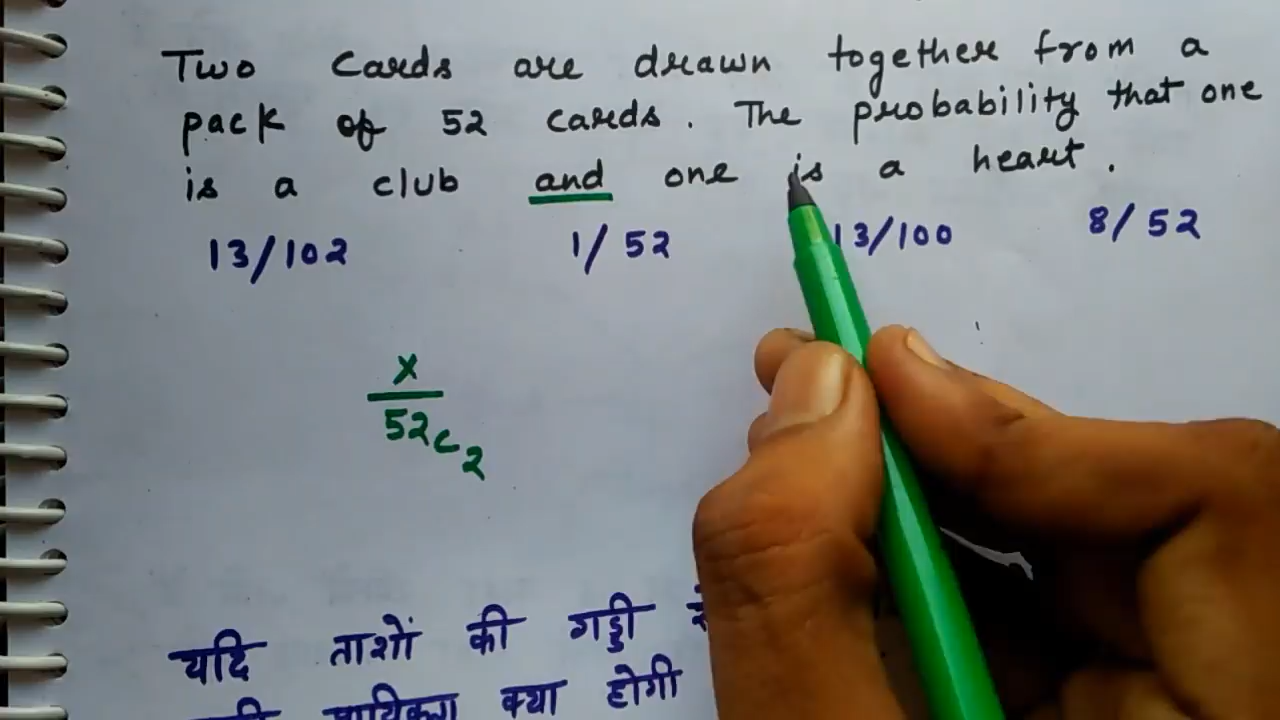 Two cards are drawn together from a
pack of 52 cards. The probability that one
is a club and one is a heart.
13/102 1/52 13/100 8/52
x
52c2
यदि ताशों की गड्डी
क्या होगी